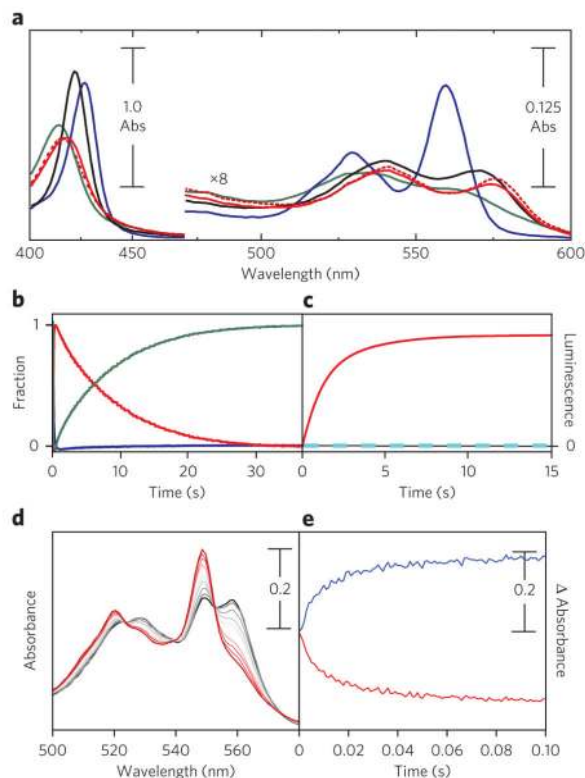 a
1.0
Abs
×8
0.125
Abs
400 450 500 550 600
Wavelength (nm)
b c
1
Fraction
0
0 10 20 30
Time (s)
Luminescence
0
0 5 10 15
Time (s)
d e
Absorbance
0.2
500 520 540 560
Wavelength (nm)
0.2
Δ Absorbance
0 0.02 0.04 0.06 0.08 0.10
Time (s)